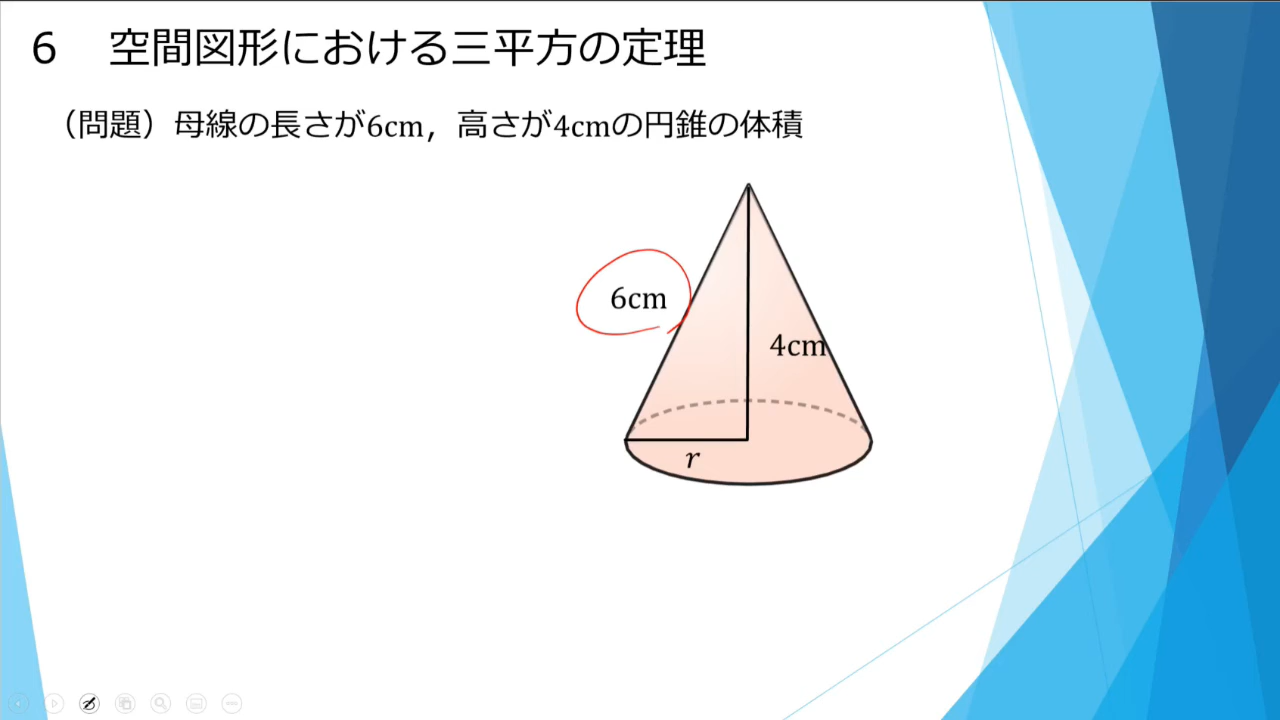 6 空間図形における三平方の定理
（問題）母線の長さが6cm，高さが4cmの円錐の体積
6cm
4cm
r